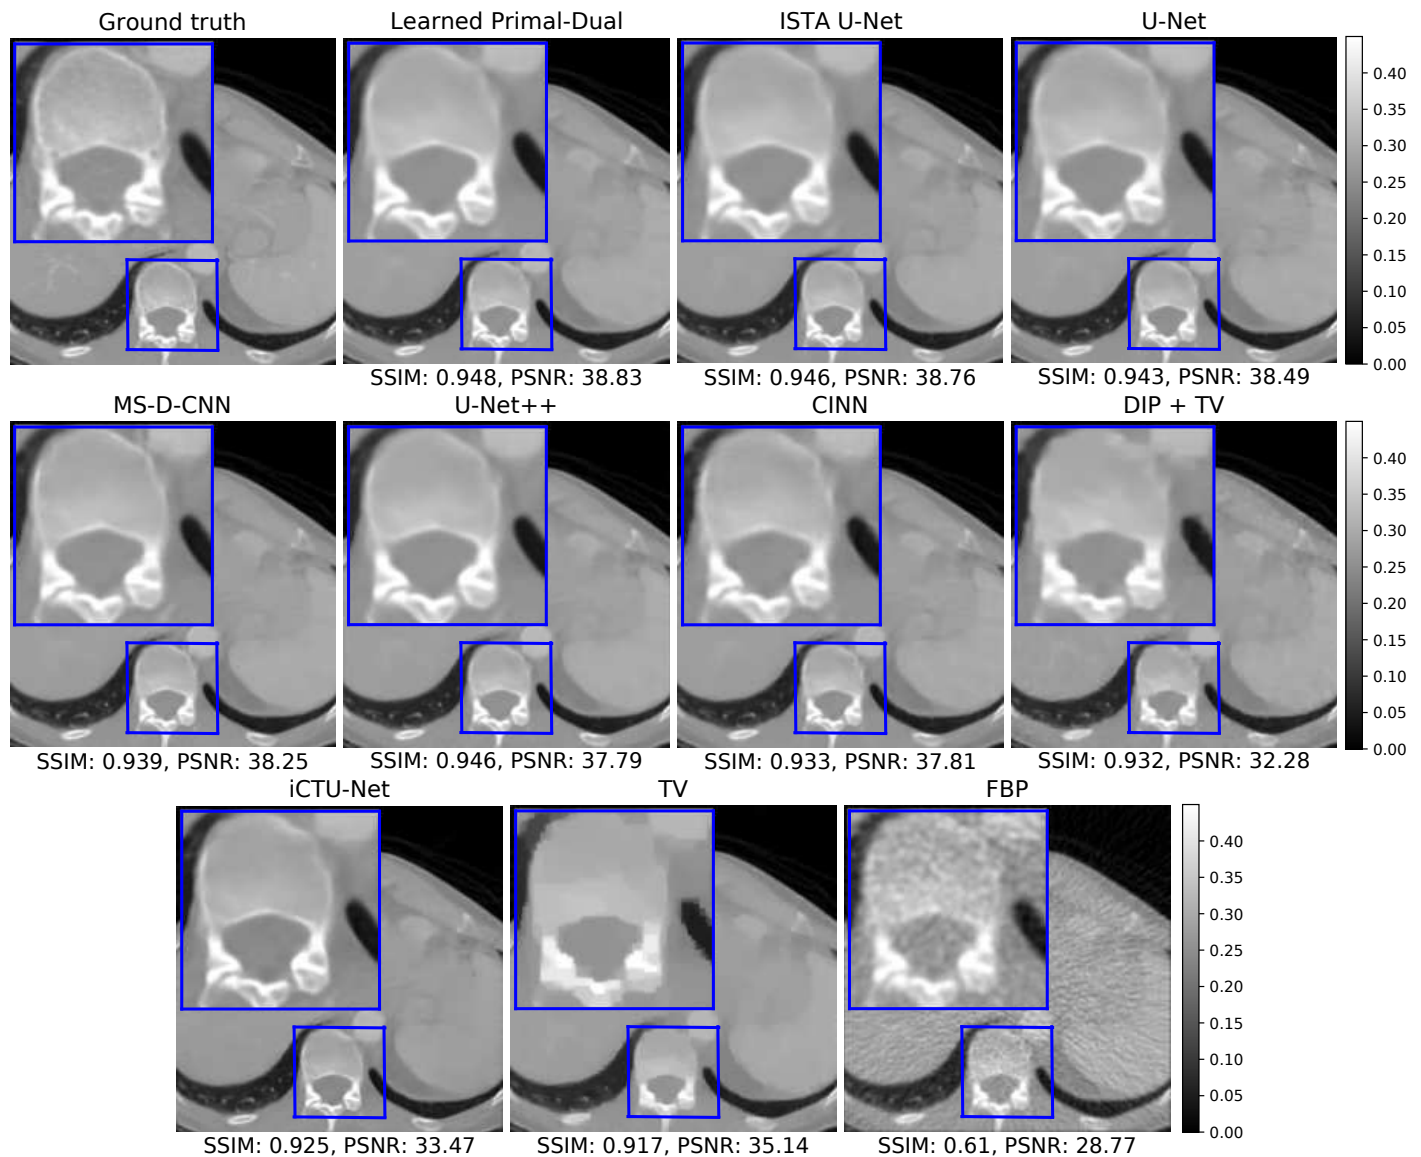 Ground truth
Learned Primal-Dual
ISTA U-Net
U-Net
0.40
0.35
0.30
0.25
0.20
0.15
0.10
0.05
0.00
SSIM: 0.948, PSNR: 38.83
SSIM: 0.946, PSNR: 38.76
SSIM: 0.943, PSNR: 38.49
MS-D-CNN
U-Net++
CINN
DIP + TV
0.40
0.35
0.30
0.25
0.20
0.15
0.10
0.05
0.00
SSIM: 0.939, PSNR: 38.25
SSIM: 0.946, PSNR: 37.79
SSIM: 0.933, PSNR: 37.81
SSIM: 0.932, PSNR: 32.28
iCTU-Net
TV
FBP
0.40
0.35
0.30
0.25
0.20
0.15
0.10
0.05
0.00
SSIM: 0.925, PSNR: 33.47
SSIM: 0.917, PSNR: 35.14
SSIM: 0.61, PSNR: 28.77